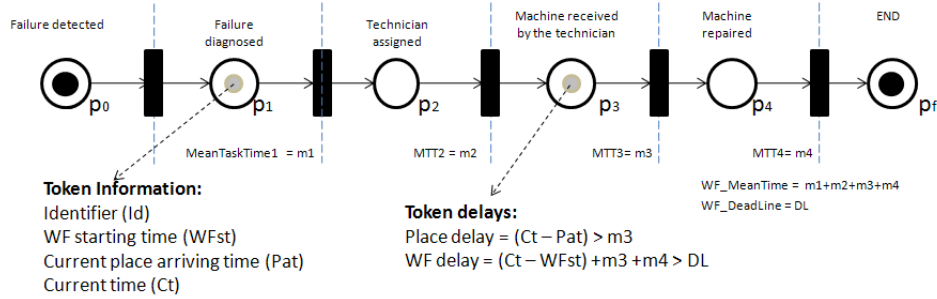 Failure detected
Failure
diagnosed
Technician
assigned
Machine received
by the technician
Machine
repaired
END
p0
p1
p2
p3
p4
pf
MeanTaskTime1 = m1
MTT2 = m2
MTT3= m3
MTT4= m4
WF_MeanTime = m1+m2+m3+m4
WF_DeadLine = DL
Token Information:
Identifier (Id)
WF starting time (WFst)
Current place arriving time (Pat)
Current time (Ct)
Token delays:
Place delay = (Ct – Pat) > m3
WF delay = (Ct – WFst) +m3 +m4 > DL